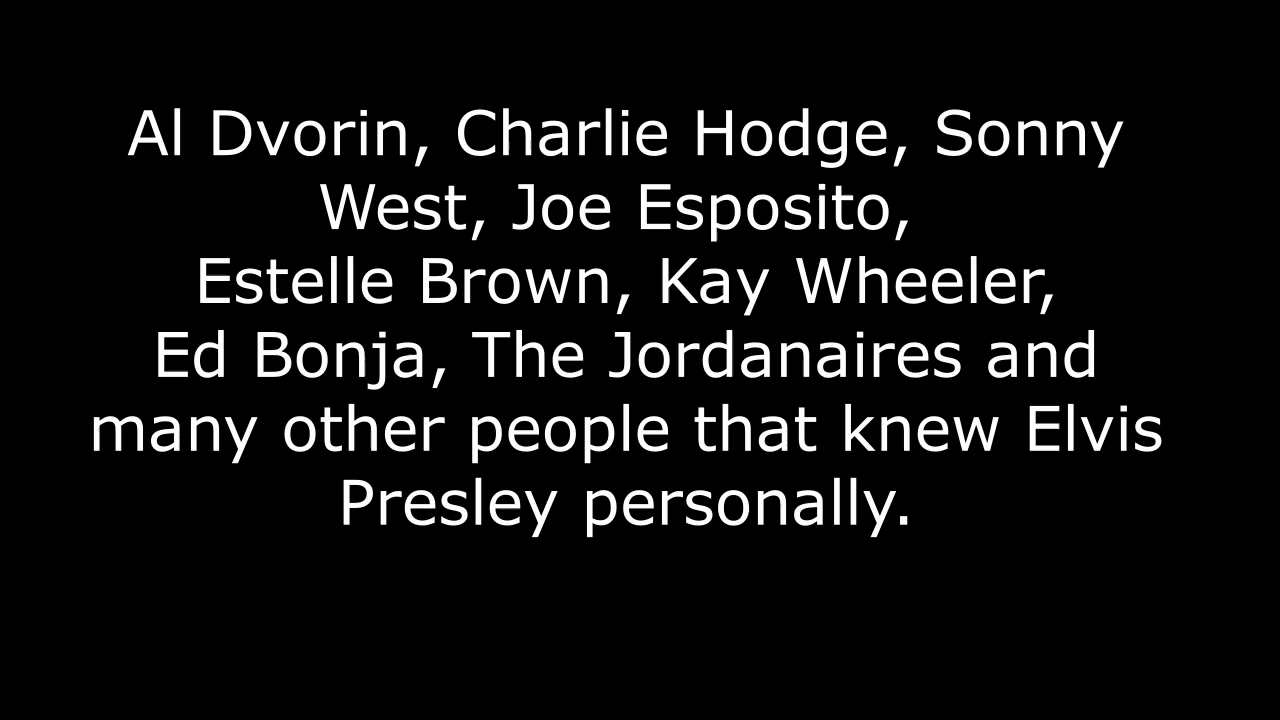 Al Dvorin, Charlie Hodge, Sonny
West, Joe Esposito,
Estelle Brown, Kay Wheeler,
Ed Bonja, The Jordanaires and
many other people that knew Elvis
Presley personally.